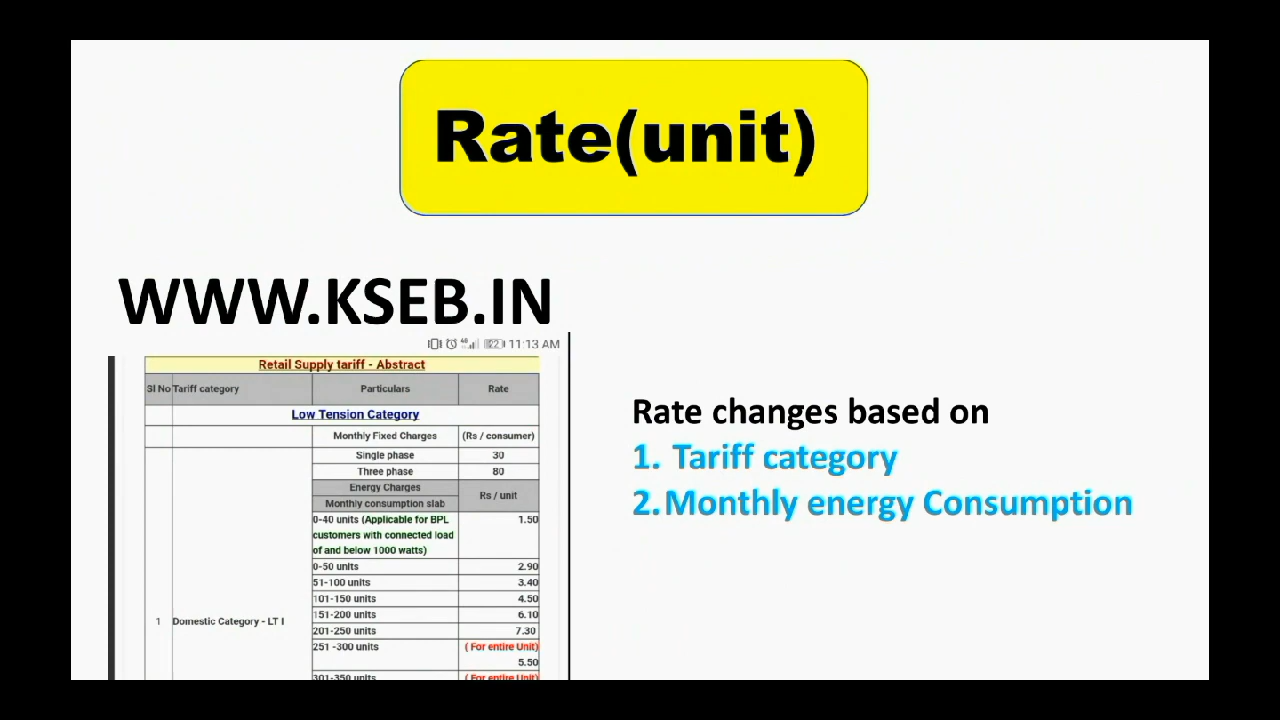 Rate(unit)
WWW.KSEB.IN
11:13 AM
Retail Supply tariff - Abstract
Sl No Tariff category Particulars Rate
Low Tension Category
Monthly Fixed Charges (Rs / consumer)
Single phase 30
Three phase 80
Energy Charges
Rs / unit
Monthly consumption slab
0-40 units (Applicable for BPL 1.50
customers with connected load
of and below 1000 watts)
0-50 units 2.90
51-100 units 3.40
101-150 units 4.50
151-200 units 6.10
1 Domestic Category - LT I
201-250 units 7.30
251 -300 units ( For entire Unit)
5.50
301-350 units ( For entire Unit)
Rate changes based on
1. Tariff category
2. Monthly energy Consumption